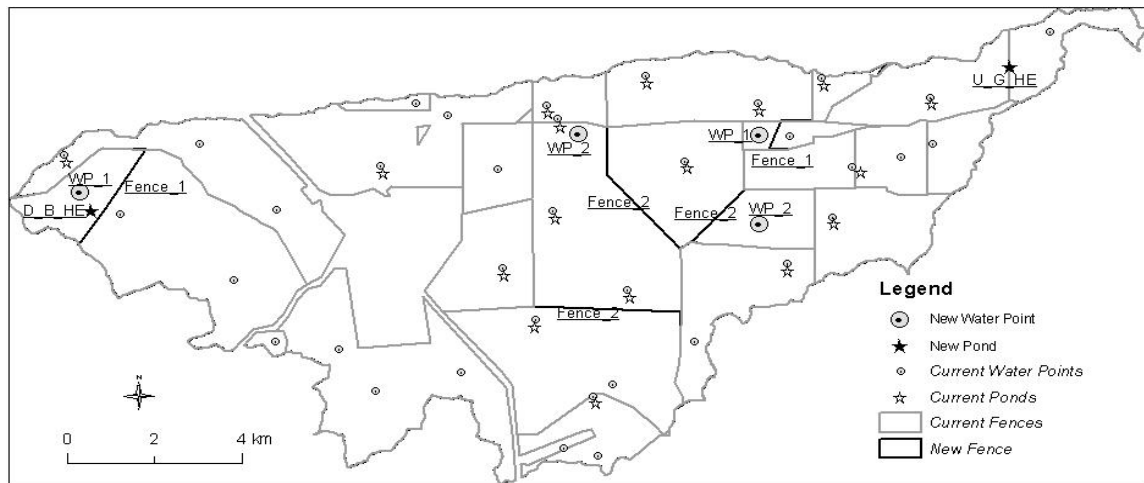 U_G_HE
WP_1
WP_2
Fence_1
WP_1
Fence_1
D_B_HE
Fence_2
Fence_2
WP_2
Fence_2
Legend
New Water Point
New Pond
Current Water Points
Current Ponds
Current Fences
New Fence
N
0 2 4 km